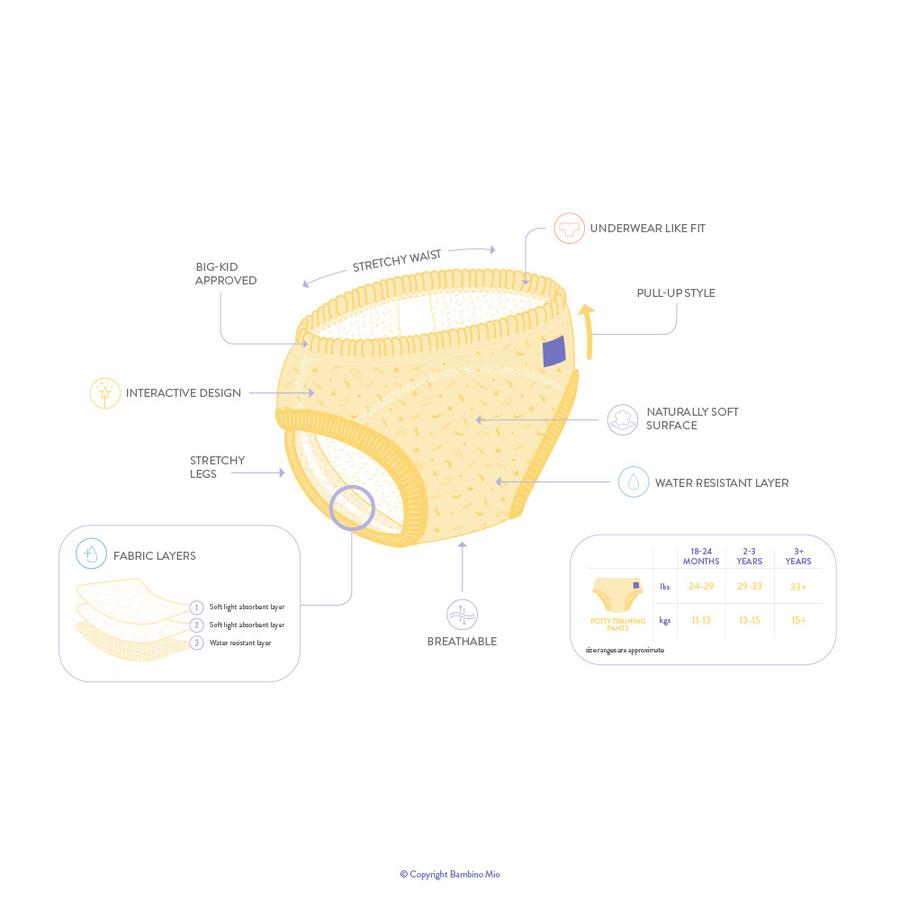 UNDERWEAR LIKE FIT
STRETCHY WAIST
BIG-KID
APPROVED
PULL-UP STYLE
INTERACTIVE DESIGN
NATURALLY SOFT
SURFACE
STRETCHY
LEGS
WATER RESISTANT LAYER
FABRIC LAYERS
1 Soft light absorbent layer
2 Soft light absorbent layer
3 Water resistant layer
BREATHABLE
18-24 2-3 3+
MONTHS YEARS YEARS
lbs 24-29 29-33 33+
POTTY TRAINING
PANTS
kgs 11-13 13-15 15+
size ranges are approximate
© Copyright Bambino Mio